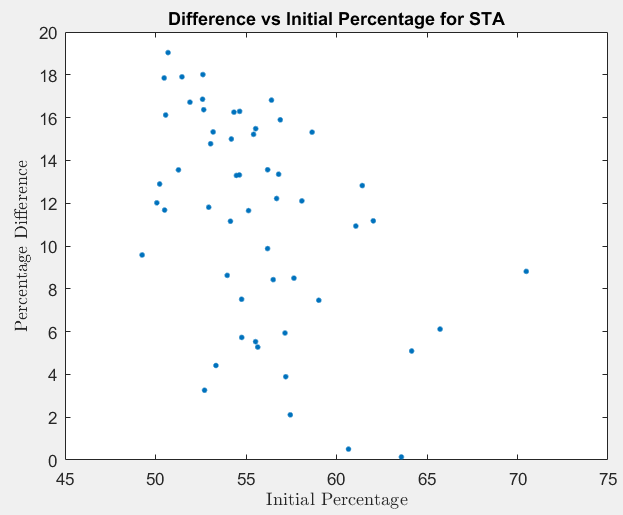 Difference vs Initial Percentage for STA
20
18
16
14
12
10
8
6
4
2
0
Percentage Difference
45 50 55 60 65 70 75
Initial Percentage